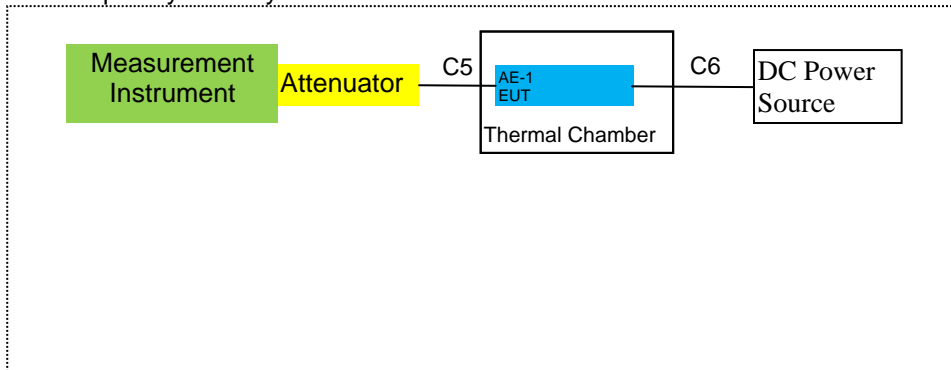 Measurement
Instrument
Attenuator
C5
AE-1
EUT
Thermal Chamber
C6
DC Power
Source